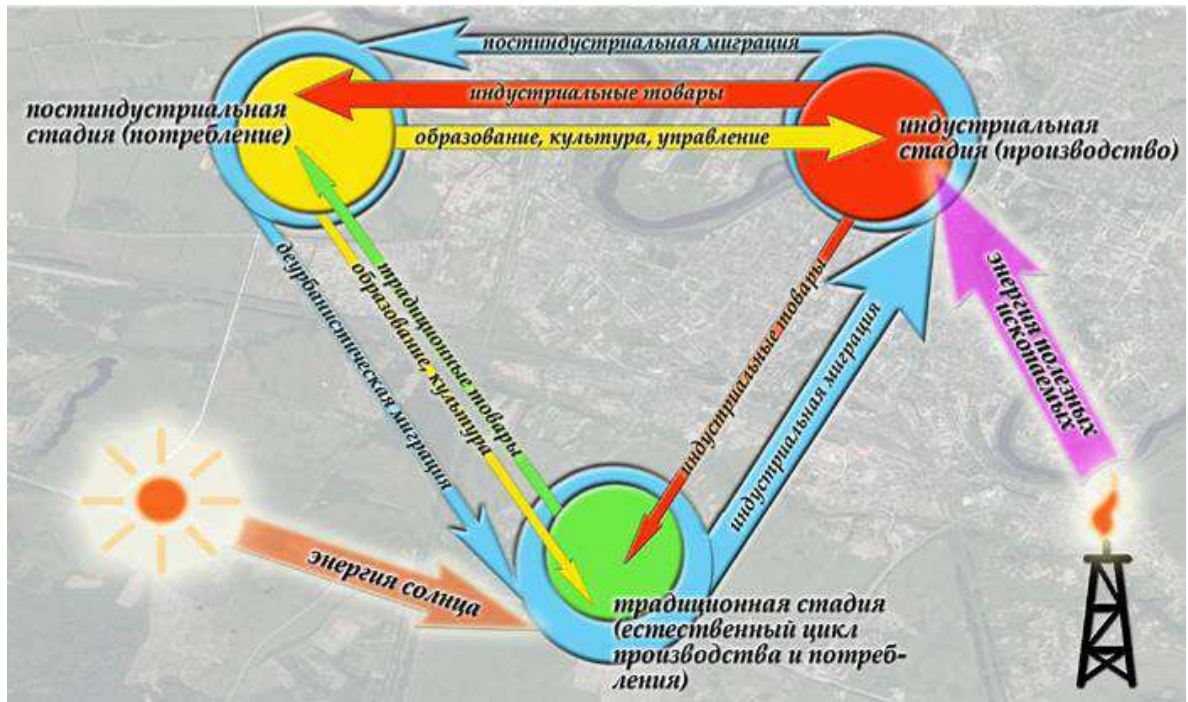 постиндустриальная миграция
индустриальные товары
образование, культура, управление
постиндустриальная
стадия (потребление)
индустриальная
стадия (производство)
деурбанистическая миграция
образование, культура
традиционные товары
индустриальные товары
индустриальная миграция
энергия полезных
ископаемых
энергия солнца
традиционная стадия
(естественный цикл
производства и потреб-
ления)